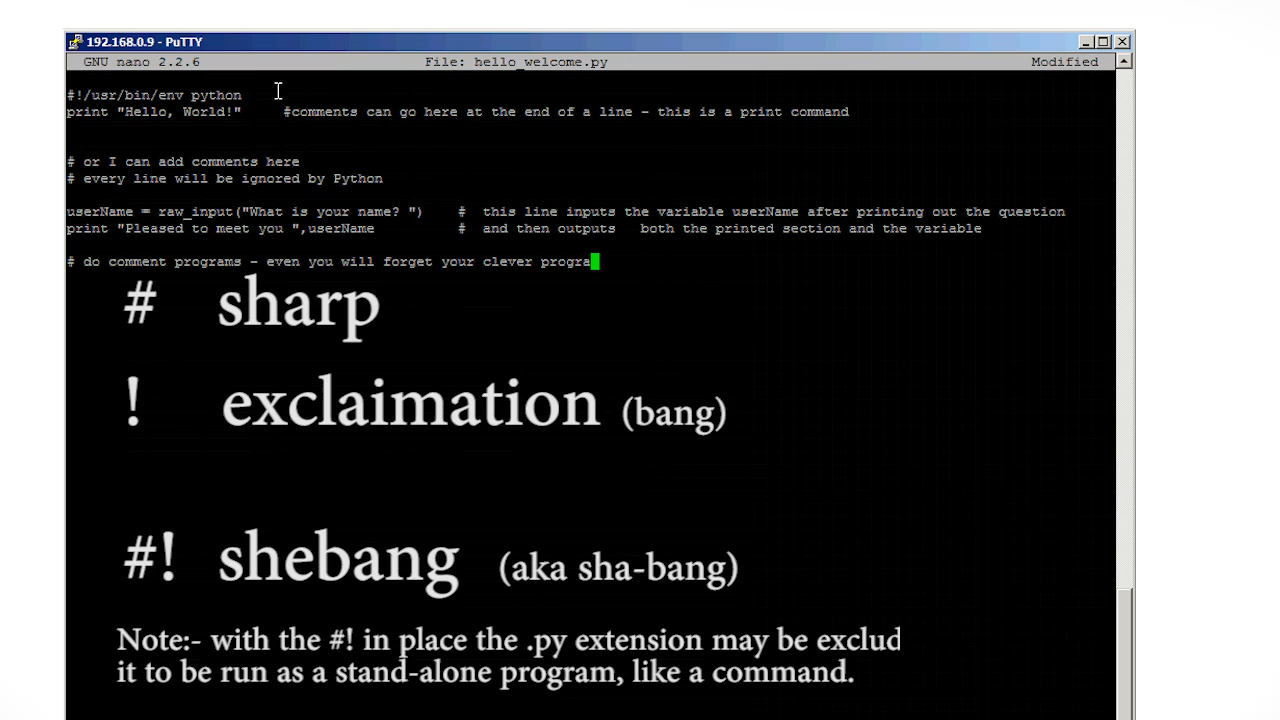 192.168.0.9 - PuTTY
GNU nano 2.2.6 File: hello_welcome.py Modified
#!/usr/bin/env python
print "Hello, World!" #comments can go here at the end of a line - this is a print command
# or I can add comments here
# every line will be ignored by Python
userName = raw_input("What is your name? ") # this line inputs the variable userName after printing out the question
print "Pleased to meet you ",userName # and then outputs both the printed section and the variable
# do comment programs - even you will forget your clever progra
# sharp
! exclaimation (bang)
#! shebang (aka sha-bang)
Note:- with the #! in place the .py extension may be exclud
it to be run as a stand-alone program, like a command.